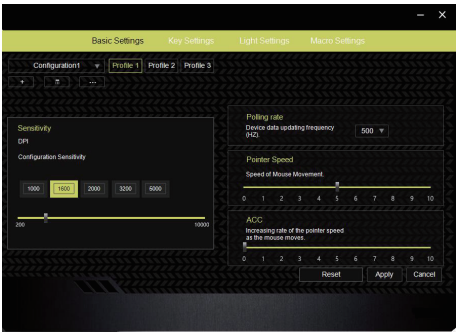 Basic Settings Key Settings Light Settings Macro Settings
Configuration1 Profile 1 Profile 2 Profile 3
+ ...
Sensitivity
DPI
Configuration Sensitivity
1000 1600 2000 3200 6000
200 10000
Polling rate
Device data updating frequency
(HZ).
500
Pointer Speed
Speed of Mouse Movement.
0 1 2 3 4 5 6 7 8 9 10
ACC
Increasing rate of the pointer speed
as the mouse moves.
0 1 2 3 4 5 6 7 8 9 10
Reset Apply Cancel